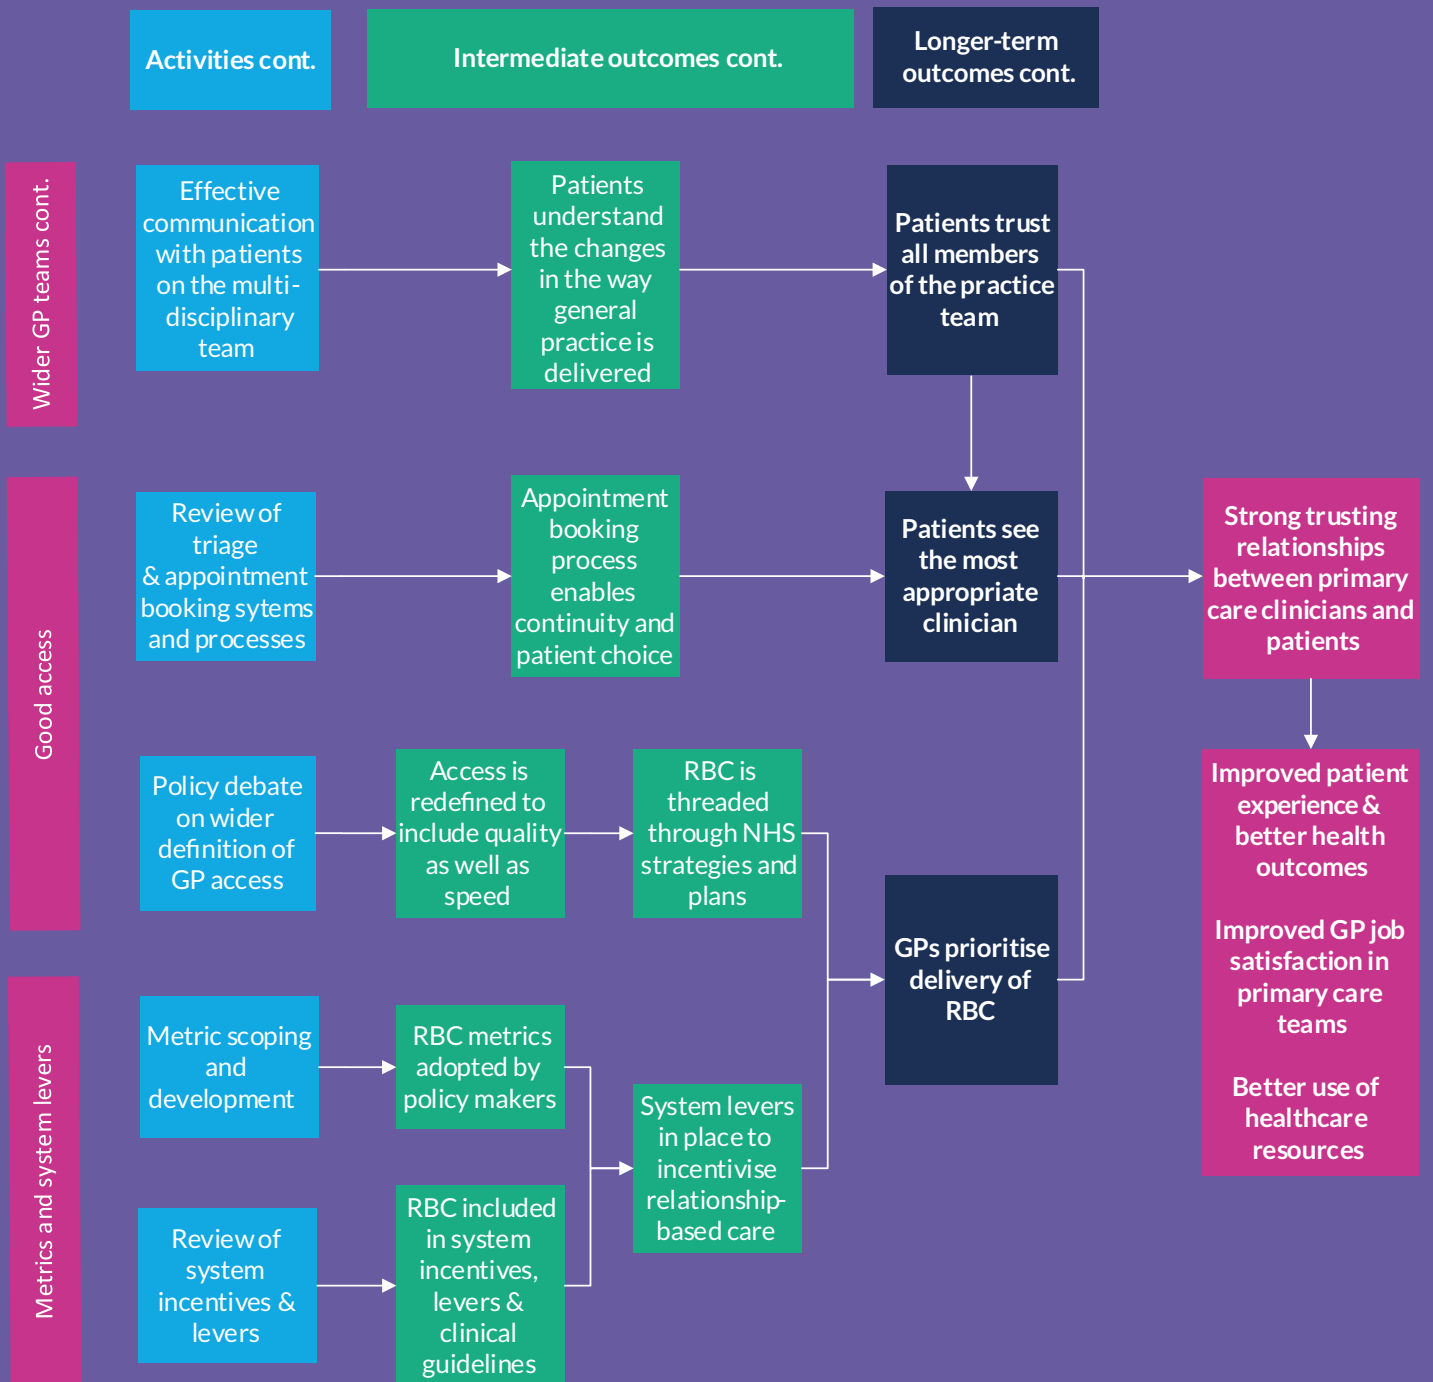 Activities cont.
Intermediate outcomes cont.
Longer-term
outcomes cont.
Wider GP teams cont.
Effective
communication
with patients
on the multi-
disciplinary
team
Patients
understand
the changes
in the way
general
practice is
delivered
Patients trust
all members
of the practice
team
Good access
Review of
triage
& appointment
booking sytems
and processes
Appointment
booking
process
enables
continuity and
patient choice
Patients see
the most
appropriate
clinician
Strong trusting
relationships
between primary
care clinicians and
patients
Policy debate
on wider
definition of
GP access
Access is
redefined to
include quality
as well as
speed
RBC is
threaded
through NHS
strategies and
plans
GPs prioritise
delivery of
RBC
Improved patient
experience &
better health
outcomes
Improved GP job
satisfaction in
primary care
teams
Better use of
healthcare
resources
Metrics and system levers
Metric scoping
and
development
RBC metrics
adopted by
policy makers
System levers
in place to
incentivise
relationship-
based care
Review of
system
incentives &
levers
RBC included
in system
incentives,
levers &
clinical
guidelines